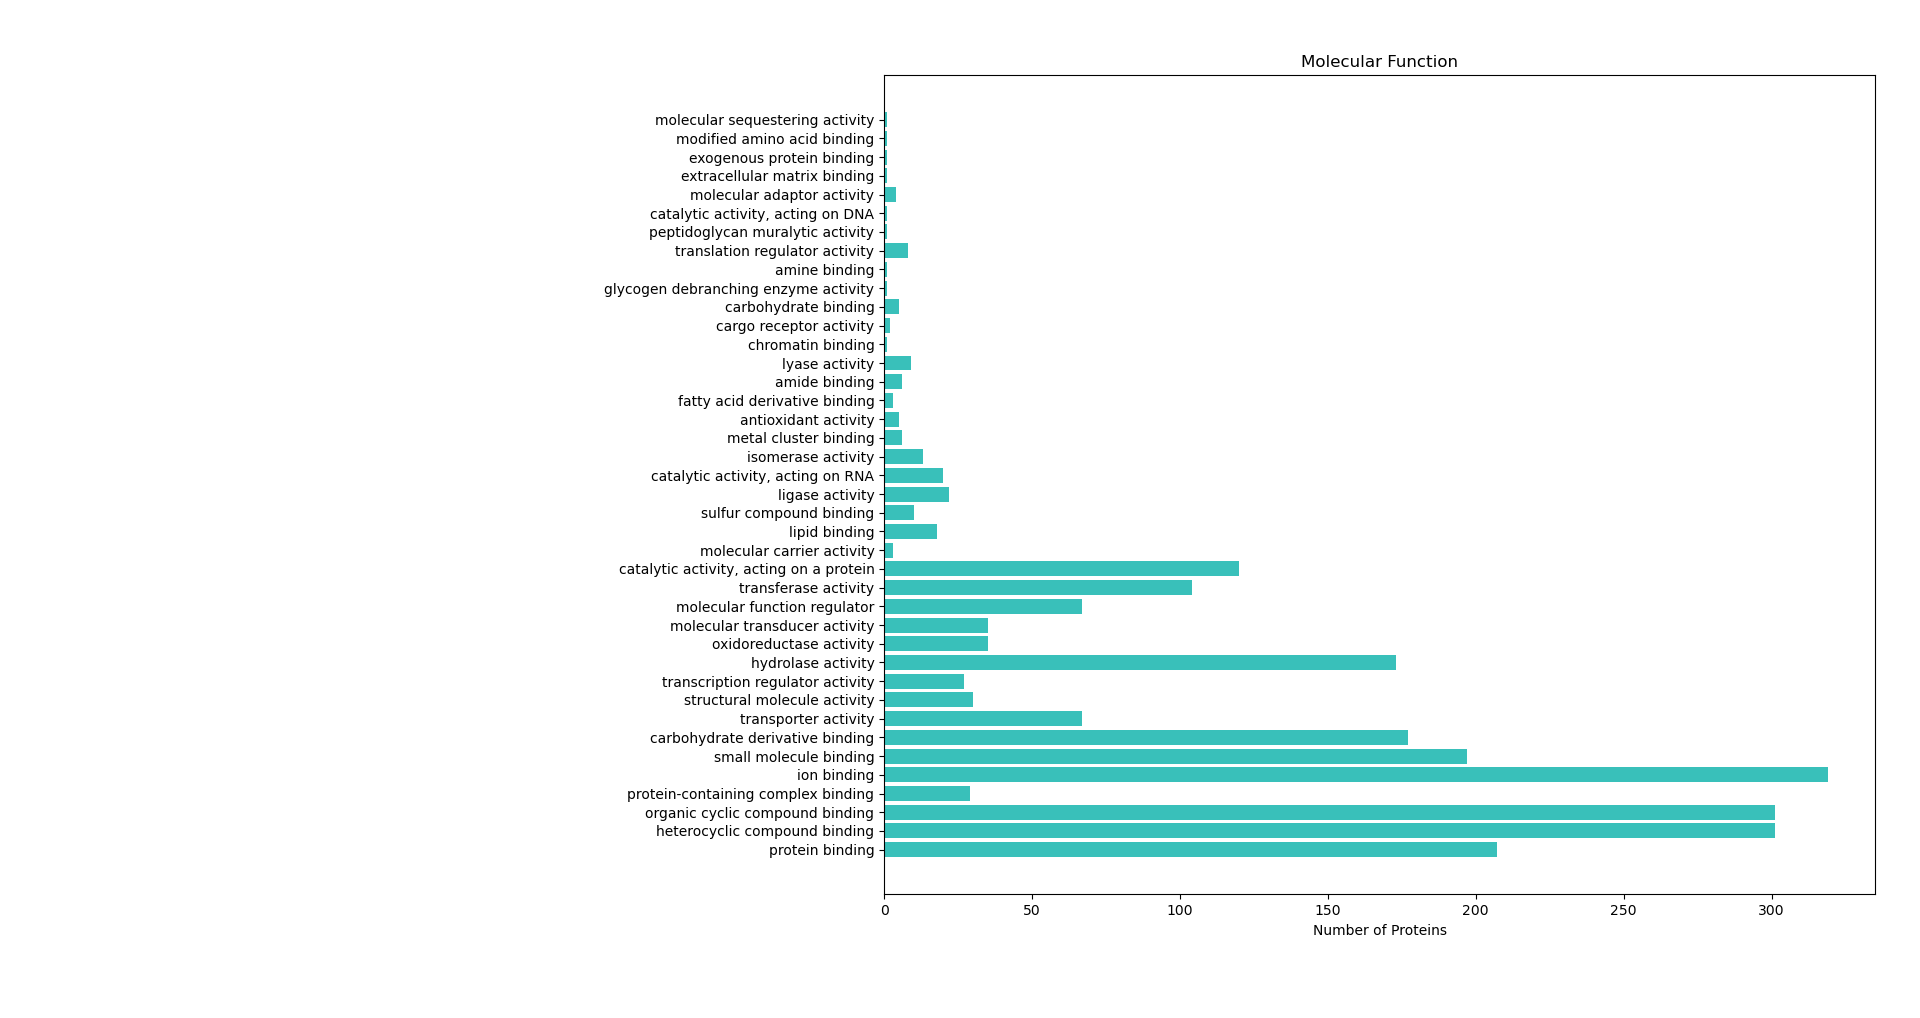 Molecular Function
molecular sequestering activity
modified amino acid binding
exogenous protein binding
extracellular matrix binding
molecular adaptor activity
catalytic activity, acting on DNA
peptidoglycan muralytic activity
translation regulator activity
amine binding
glycogen debranching enzyme activity
carbohydrate binding
cargo receptor activity
chromatin binding
lyase activity
amide binding
fatty acid derivative binding
antioxidant activity
metal cluster binding
isomerase activity
catalytic activity, acting on RNA
ligase activity
sulfur compound binding
lipid binding
molecular carrier activity
catalytic activity, acting on a protein
transferase activity
molecular function regulator
molecular transducer activity
oxidoreductase activity
hydrolase activity
transcription regulator activity
structural molecule activity
transporter activity
carbohydrate derivative binding
small molecule binding
ion binding
protein-containing complex binding
organic cyclic compound binding
heterocyclic compound binding
protein binding
0 50 100 150 200 250 300
Number of Proteins